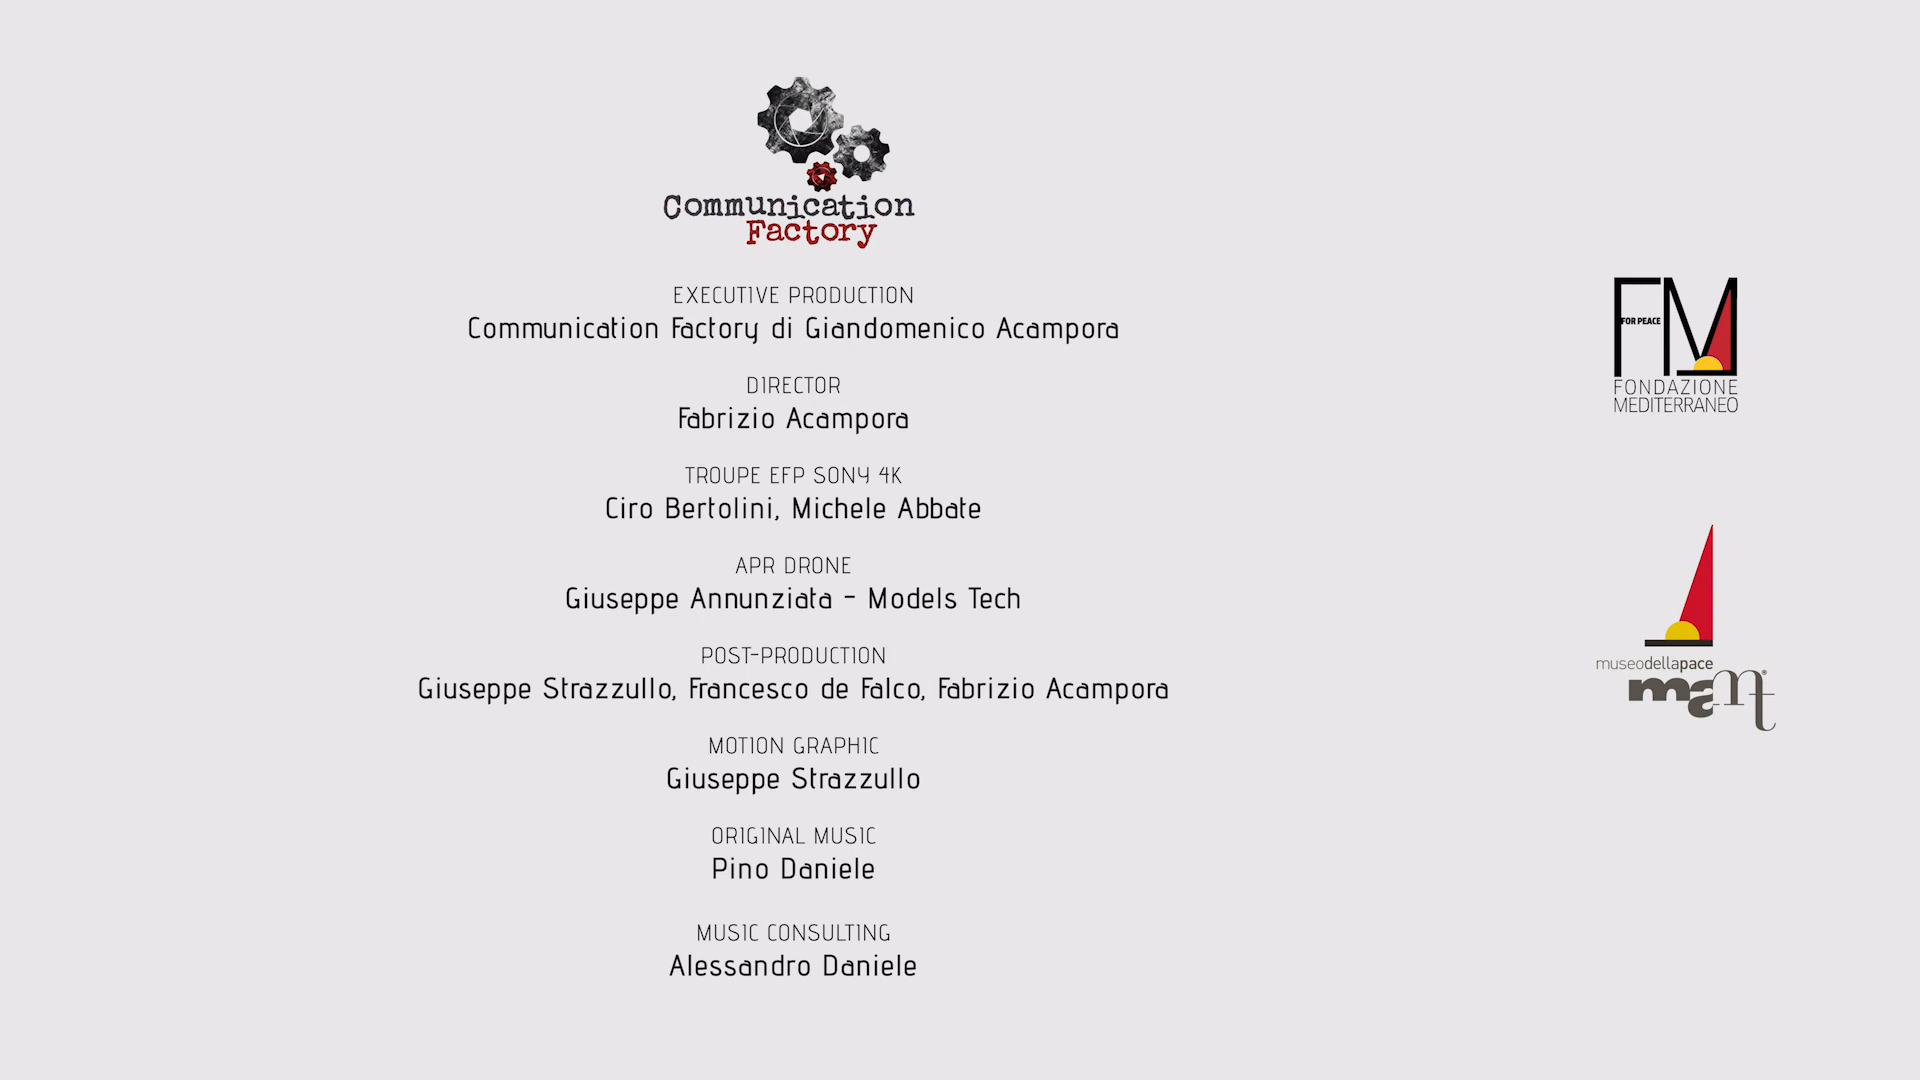 Communication
Factory
EXECUTIVE PRODUCTION
Communication Factory di Giandomenico Acampora
DIRECTOR
Fabrizio Acampora
TROUPE EFP SONY 4K
Ciro Bertolini, Michele Abbate
APR DRONE
Giuseppe Annunziata - Models Tech
POST-PRODUCTION
Giuseppe Strazzullo, Francesco de Falco, Fabrizio Acampora
MOTION GRAPHIC
Giuseppe Strazzullo
ORIGINAL MUSIC
Pino Daniele
MUSIC CONSULTING
Alessandro Daniele
FM
FOR PEACE
FONDAZIONE
MEDITERRANEO
museodellapace
mamt